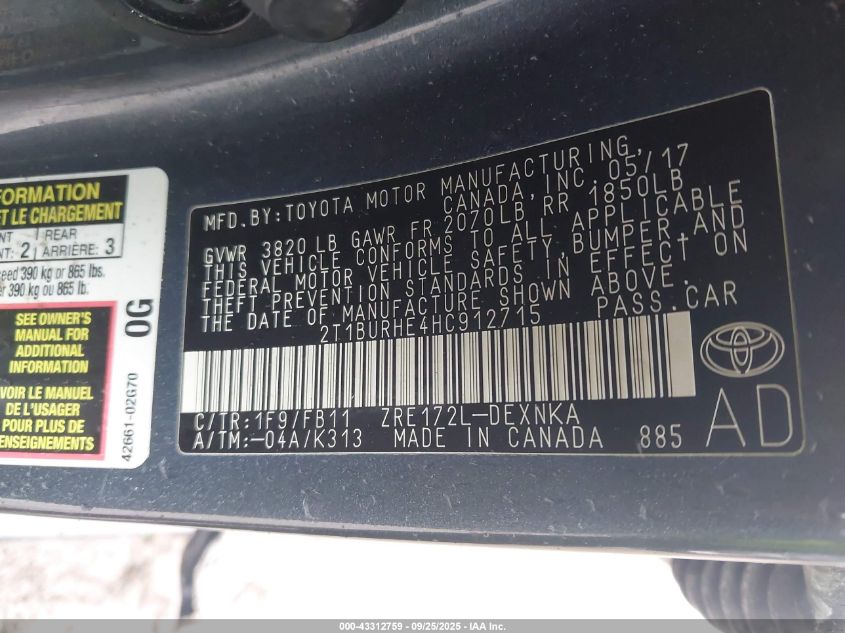 FORMATION
ET LE CHARGEMENT
2
REAR
ARRIÈRE: 3
390 kg or 865 lbs.
390 kg ou 865 lb.
SEE OWNER'S
MANUAL FOR
ADDITIONAL
INFORMATION
VOIR LE MANUEL
DE L'USAGER
POUR PLUS DE
RENSEIGNEMENTS
42661-02G70
0G
MFD. BY: TOYOTA MOTOR MANUFACTURING,
CANADA, INC. 05/17
GVWR 3820 LB GAWR FR 2070LB RR 1850LB
THIS VEHICLE CONFORMS TO ALL APPLICABLE
FEDERAL MOTOR VEHICLE SAFETY, BUMPER, AND
THEFT PREVENTION STANDARDS IN EFFECT ON
THE DATE OF MANUFACTURE SHOWN ABOVE.
2T1BURHE4HC912715 PASS. CAR
C/TR: 1F9/FB11 ZRE172L-DEXNKA
A/TM: -04A/K313 MADE IN CANADA 885
AD
000-43312759 - 09/25/2025 - IAA Inc.